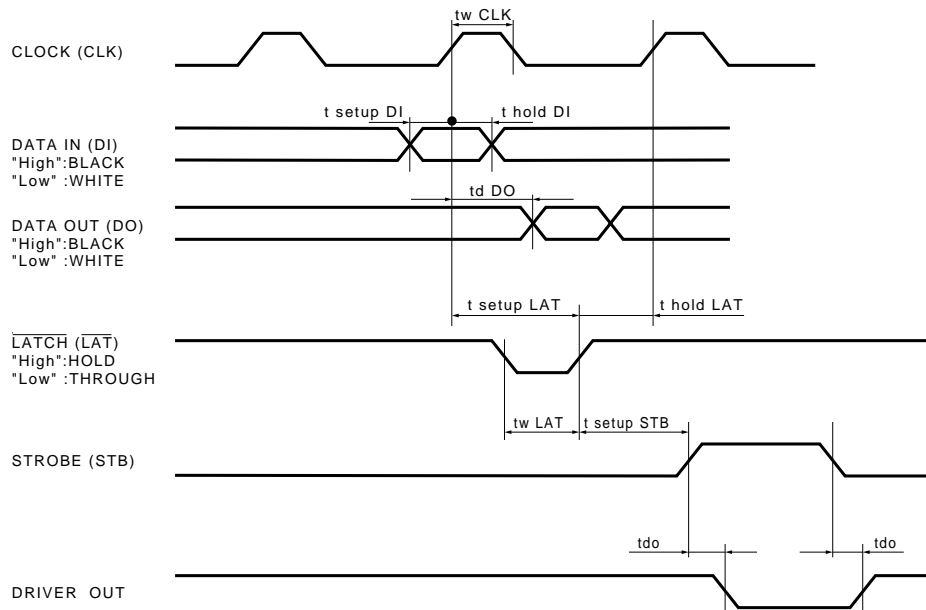 tw CLK
CLOCK (CLK)
t setup DI
t hold DI
DATA IN (DI)
"High":BLACK
"Low" :WHITE
td DO
DATA OUT (DO)
"High":BLACK
"Low" :WHITE
t setup LAT
t hold LAT
LATCH (LAT)
"High":HOLD
"Low" :THROUGH
tw LAT
t setup STB
STROBE (STB)
tdo
tdo
DRIVER OUT